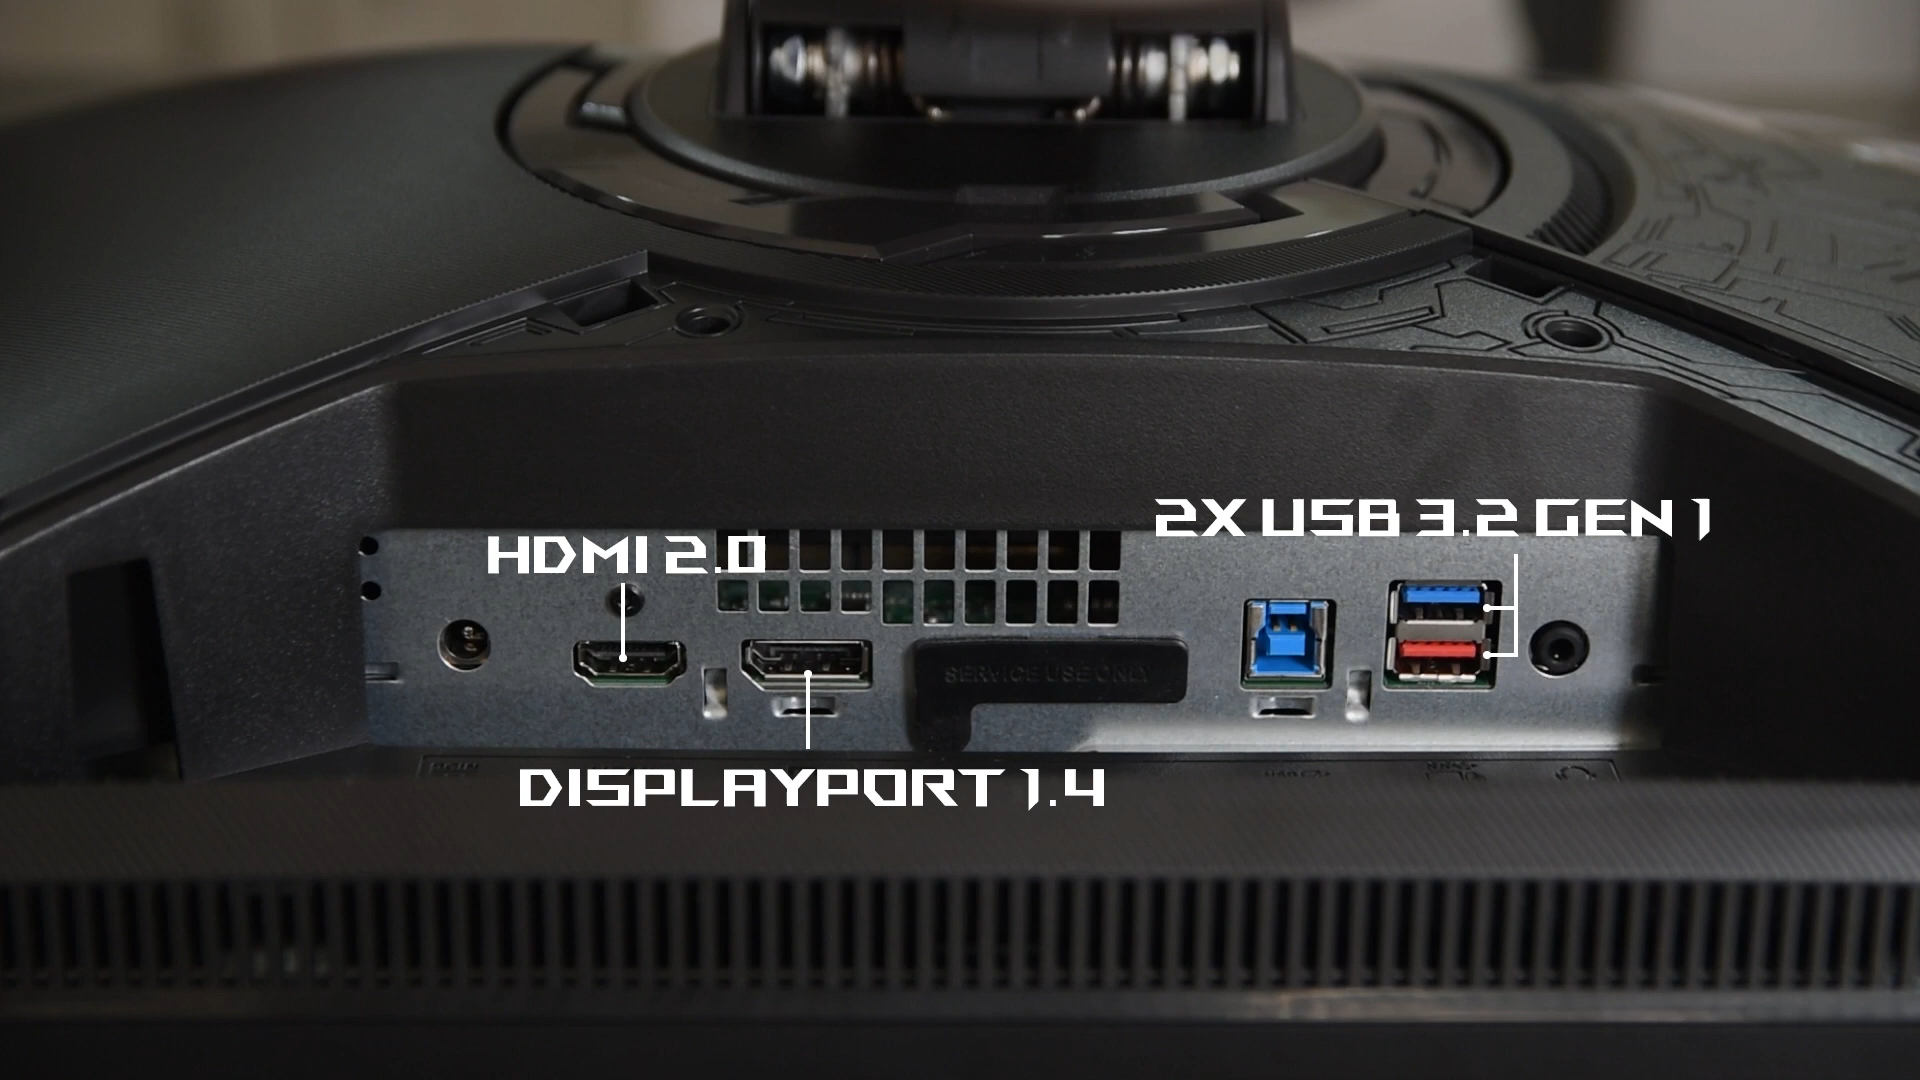 2X USB 3.2 GEN 1
HDMI 2.0
SERVICE USE ONLY
DISPLAYPORT 1.4